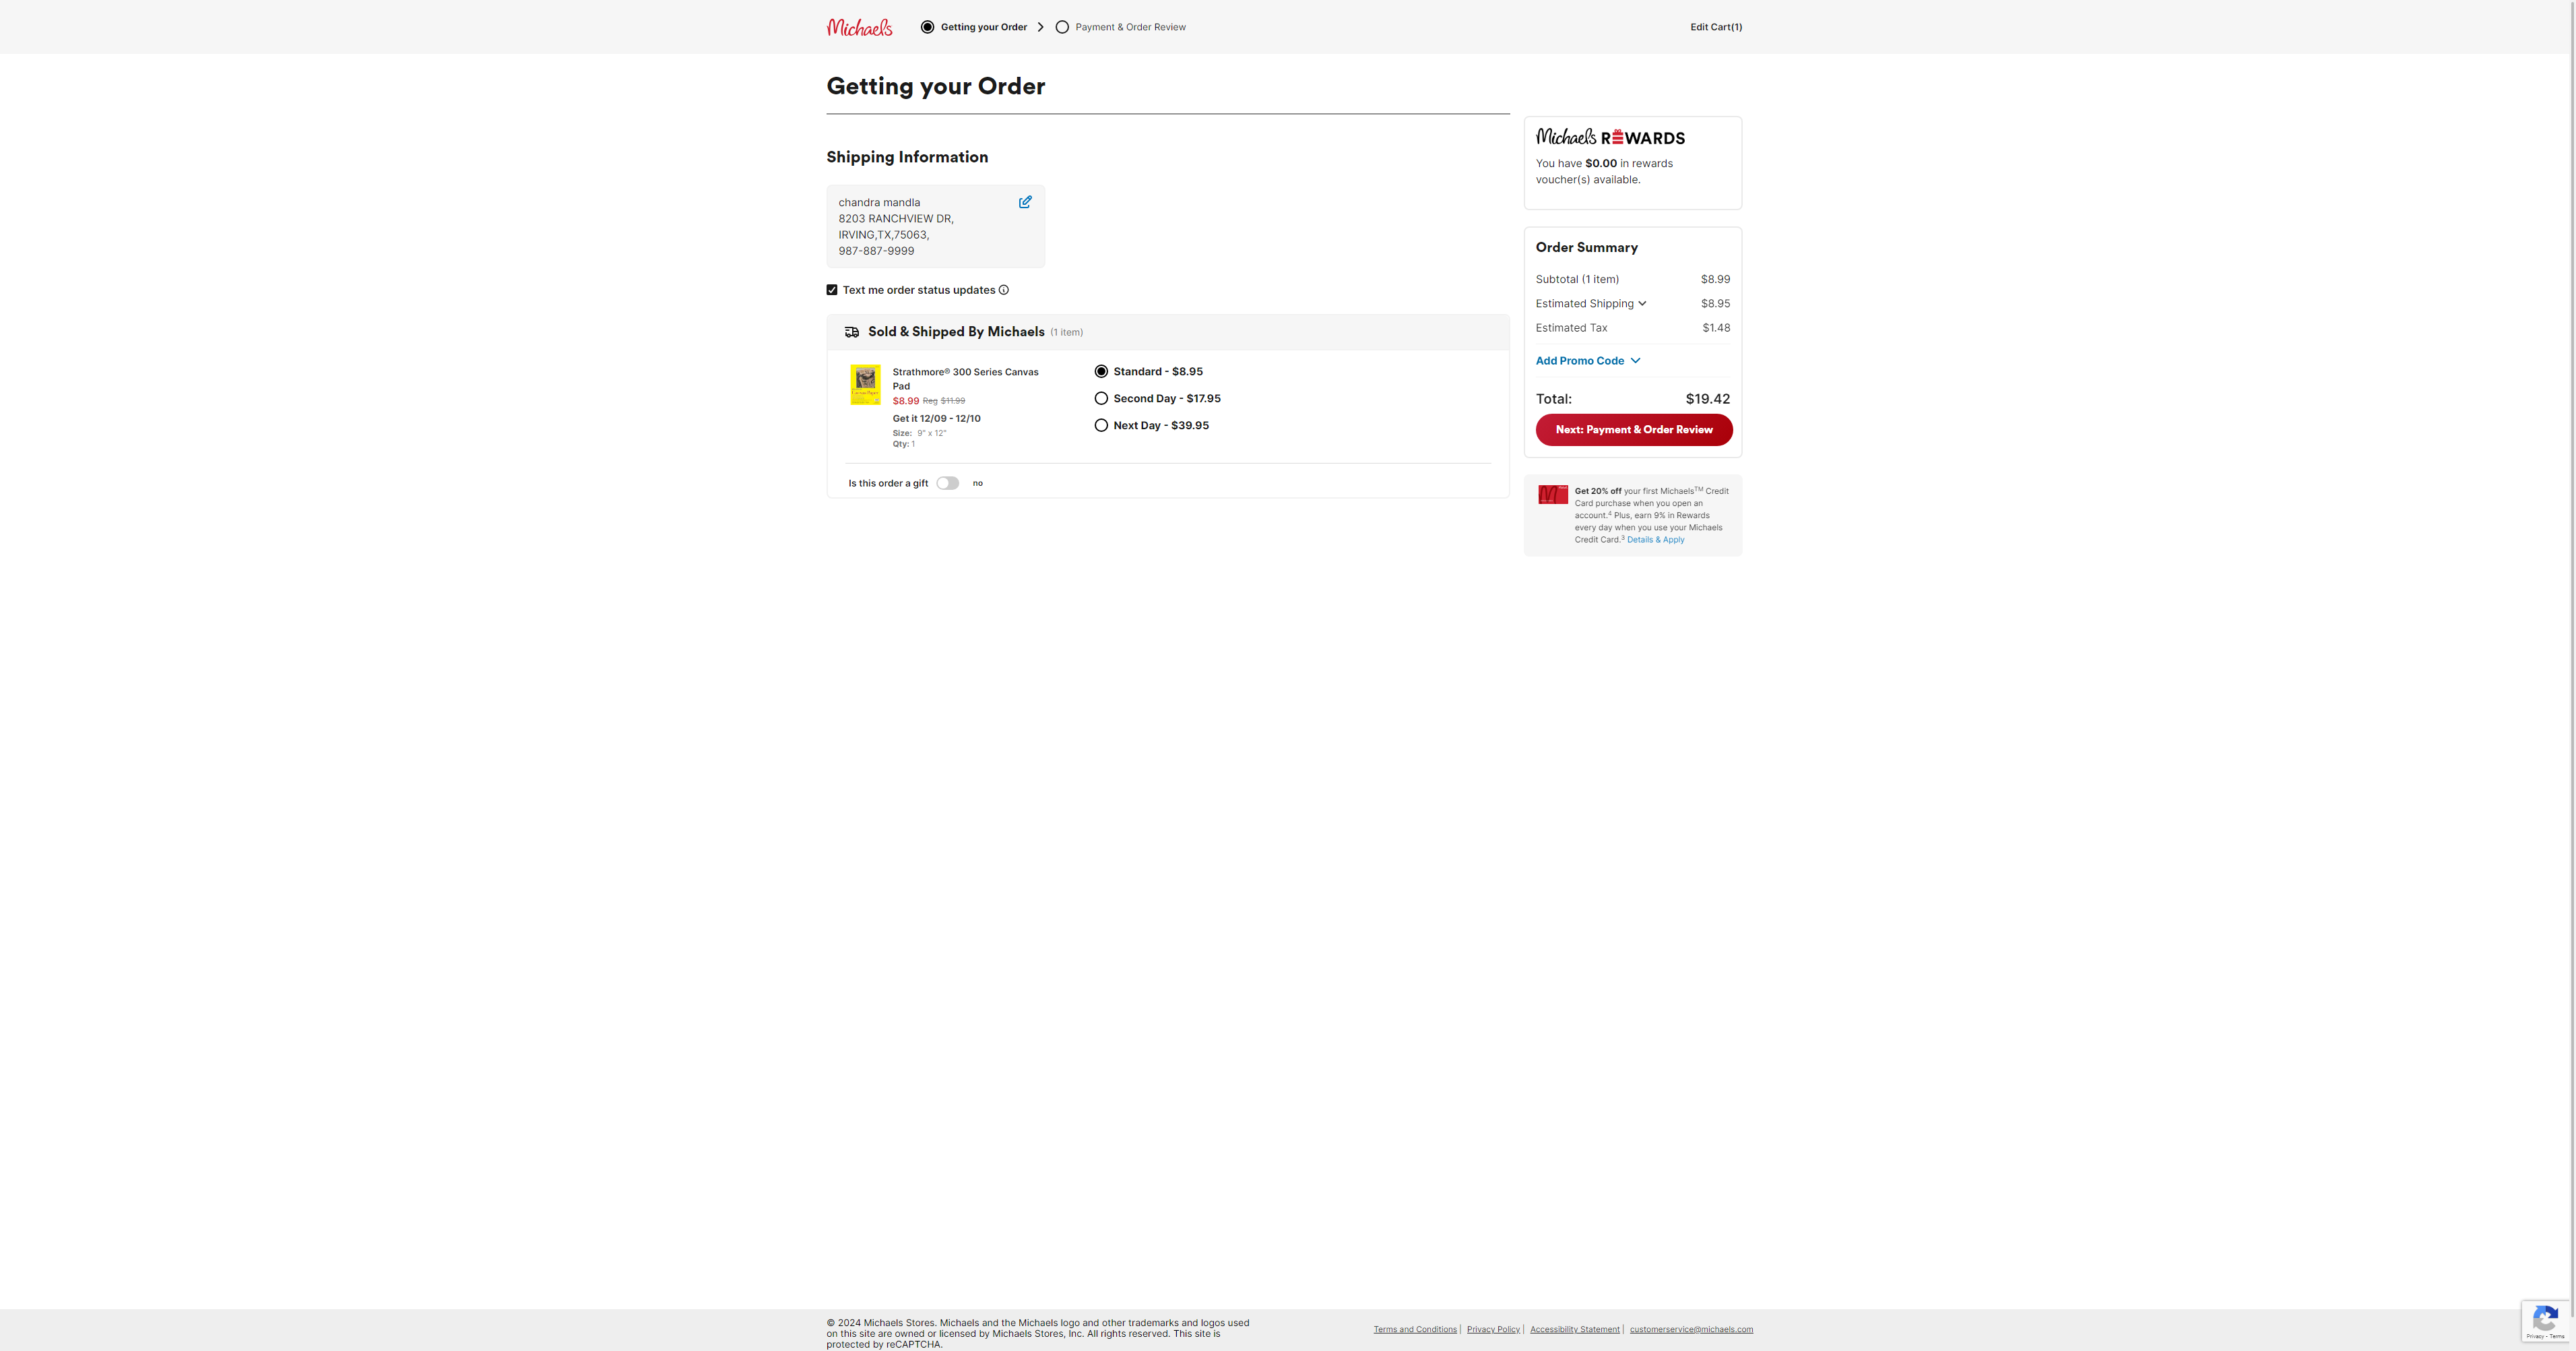 Michaels
Getting your Order
Payment & Order Review
Edit Cart(1)
Getting your Order
Shipping Information
chandra mandla
8203 RANCHVIEW DR,
IRVING,TX,75063,
987-887-9999
Text me order status updates
Sold & Shipped By Michaels (1 item)
Strathmore® 300 Series Canvas
Pad
$8.99 Reg $11.99
Get it 12/09 - 12/10
Size: 9" x 12"
Qty: 1
Standard - $8.95
Second Day - $17.95
Next Day - $39.95
Is this order a gift no
Michaels REWARDS
You have $0.00 in rewards
voucher(s) available.
Order Summary
Subtotal (1 item) $8.99
Estimated Shipping $8.95
Estimated Tax $1.48
Add Promo Code
Total: $19.42
Next: Payment & Order Review
Get 20% off your first Michaels™ Credit
Card purchase when you open an
account.⁴ Plus, earn 9% in Rewards
every day when you use your Michaels
Credit Card.³ Details & Apply
© 2024 Michaels Stores. Michaels and the Michaels logo and other trademarks and logos used
on this site are owned or licensed by Michaels Stores, Inc. All rights reserved. This site is
protected by reCAPTCHA.
Terms and Conditions | Privacy Policy | Accessibility Statement | customerservice@michaels.com
Privacy - Terms